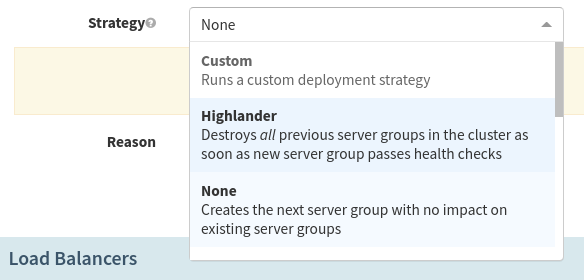 Strategy
None
Custom
Runs a custom deployment strategy
Highlander
Destroys all previous server groups in the cluster as
soon as new server group passes health checks
Reason
None
Creates the next server group with no impact on
existing server groups
Load Balancers